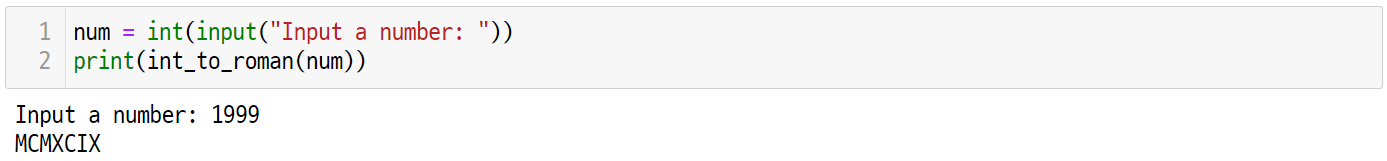 1 num = int(input("Input a number: "))
2 print(int_to_roman(num))
Input a number: 1999
MCMXCIX